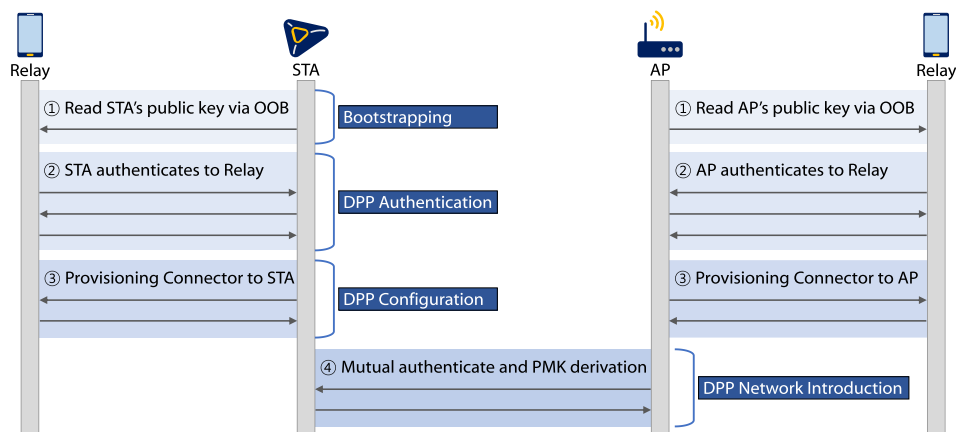 Relay
STA
AP
Relay
① Read STA's public key via OOB
Bootstrapping
① Read AP's public key via OOB
② STA authenticates to Relay
DPP Authentication
② AP authenticates to Relay
③ Provisioning Connector to STA
DPP Configuration
③ Provisioning Connector to AP
④ Mutual authenticate and PMK derivation
DPP Network Introduction